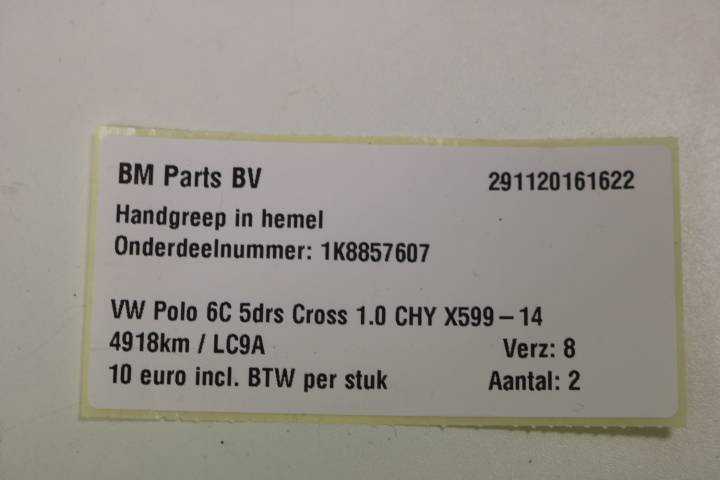 BM Parts BV 291120161622
Handgreep in hemel
Onderdeelnummer: 1K8857607
VW Polo 6C 5drs Cross 1.0 CHY X599-14
4918km / LC9A Verz: 8
10 euro incl. BTW per stuk Aantal: 2